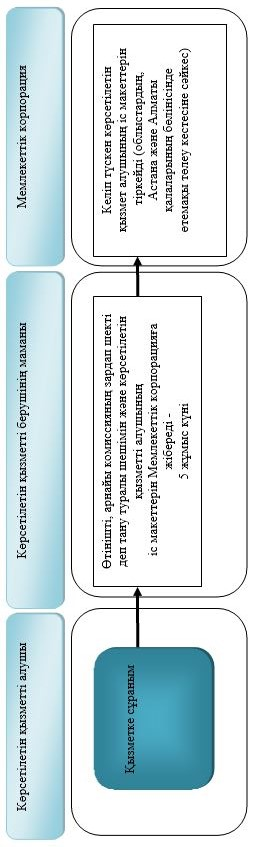 Көрсетілетін қызметті алушы
Көрсетілетін қызметті берушінің маманы
Мемлекеттік корпорация
Қызметке сұраным
Өтінішті, арнайы комиссияның зардап шекті
деп тану туралы шешімін және көрсетілетін
қызметті алушының
іс макеттерін Мемлекеттік корпорацияға
жібереді -
5 жұмыс күні
Келіп түскен көрсетілетін
қызмет алушының іс макеттерін
тіркейді (облыстардың,
Астана және Алматы
қалаларының бөлінісінде
өтемақы төлеу кестесіне сәйкес)